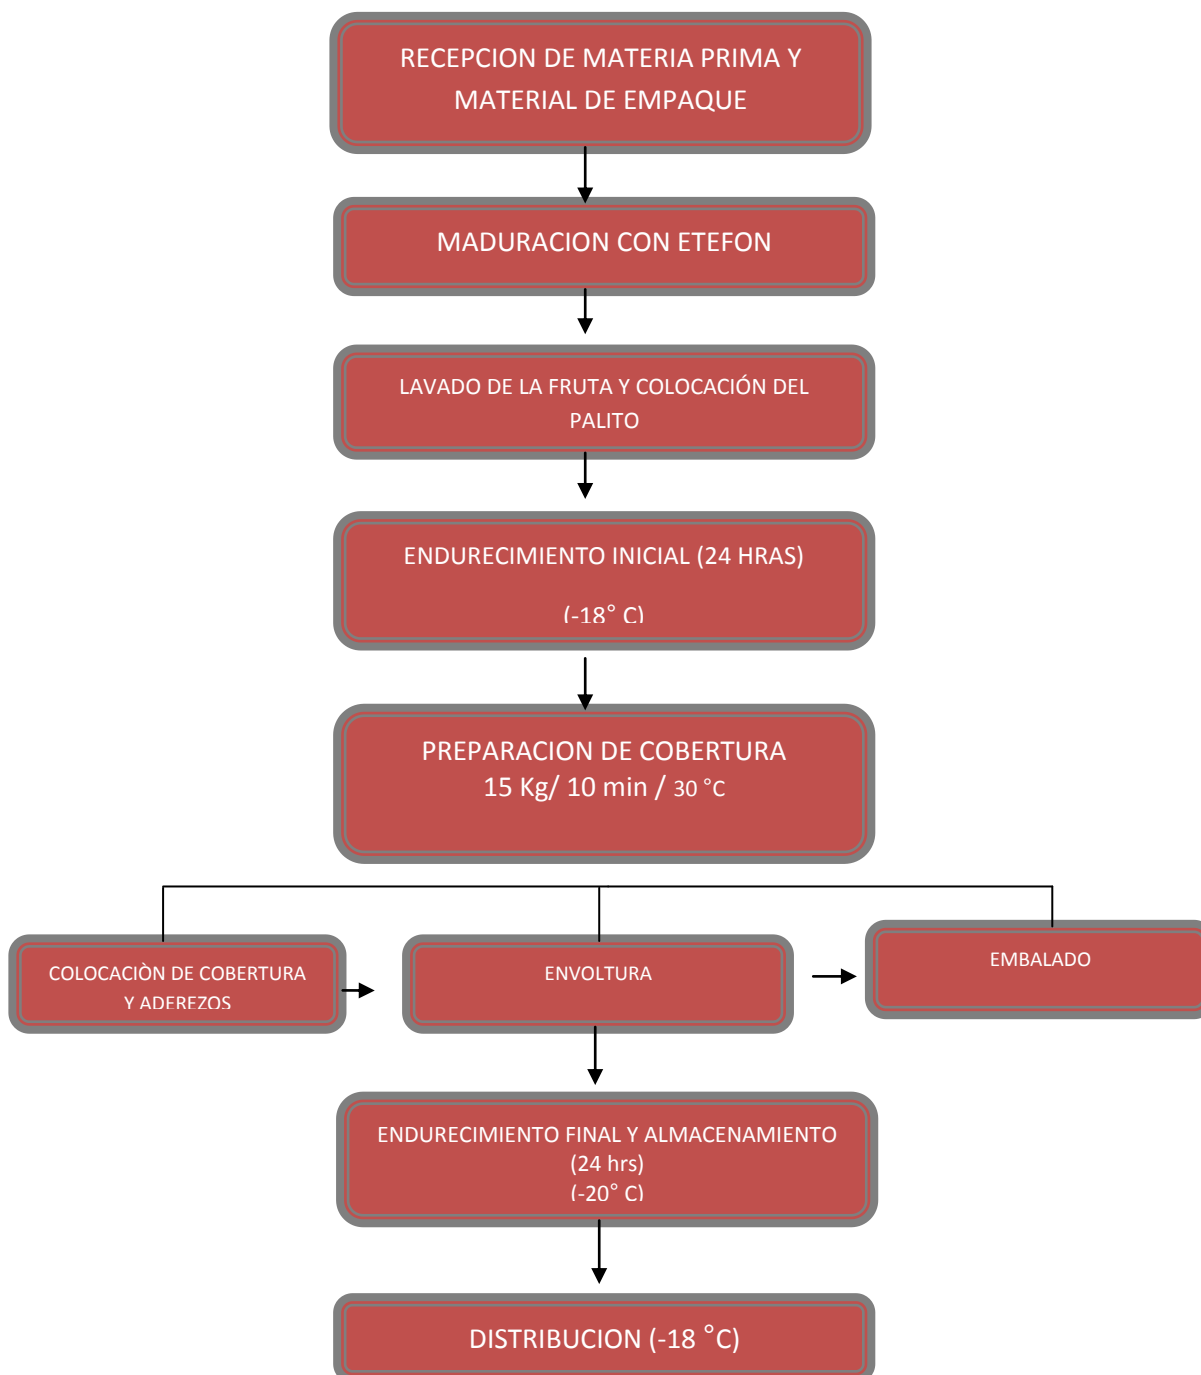 RECEPCION DE MATERIA PRIMA Y
MATERIAL DE EMPAQUE
MADURACION CON ETEFON
LAVADO DE LA FRUTA Y COLOCACIÓN DEL
PALITO
ENDURECIMIENTO INICIAL (24 HRAS)
(-18° C)
PREPARACION DE COBERTURA
15 Kg/ 10 min / 30 °C
COLOCACIÒN DE COBERTURA
Y ADEREZOS
ENVOLTURA
EMBALADO
ENDURECIMIENTO FINAL Y ALMACENAMIENTO
(24 hrs)
(-20° C)
DISTRIBUCION (-18 °C)